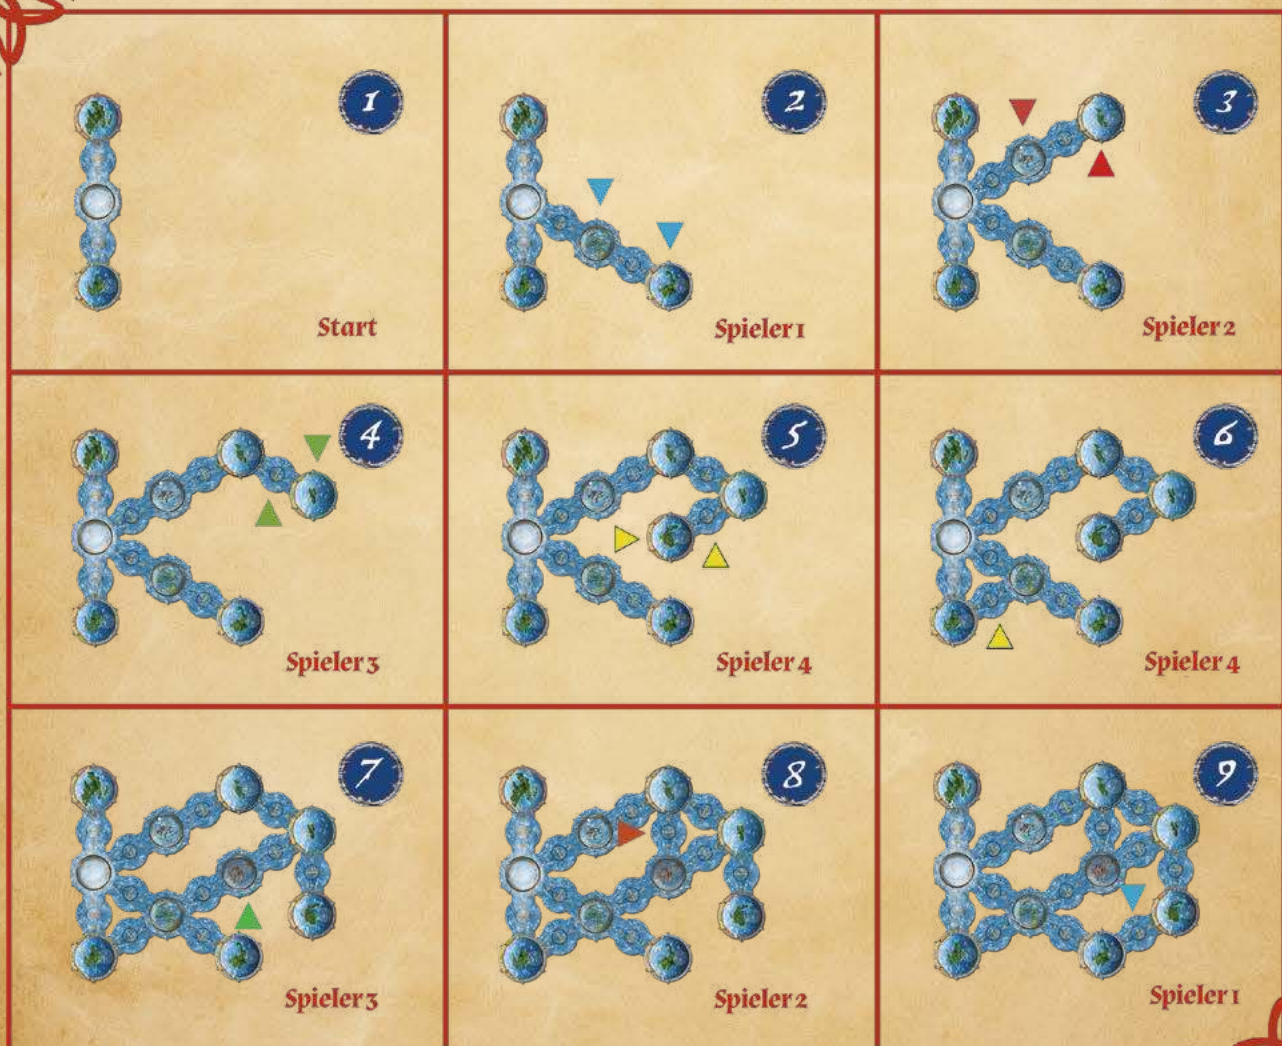 1
Start
2
Spieler 1
3
Spieler 2
4
Spieler 3
5
Spieler 4
6
Spieler 4
7
Spieler 3
8
Spieler 2
9
Spieler 1